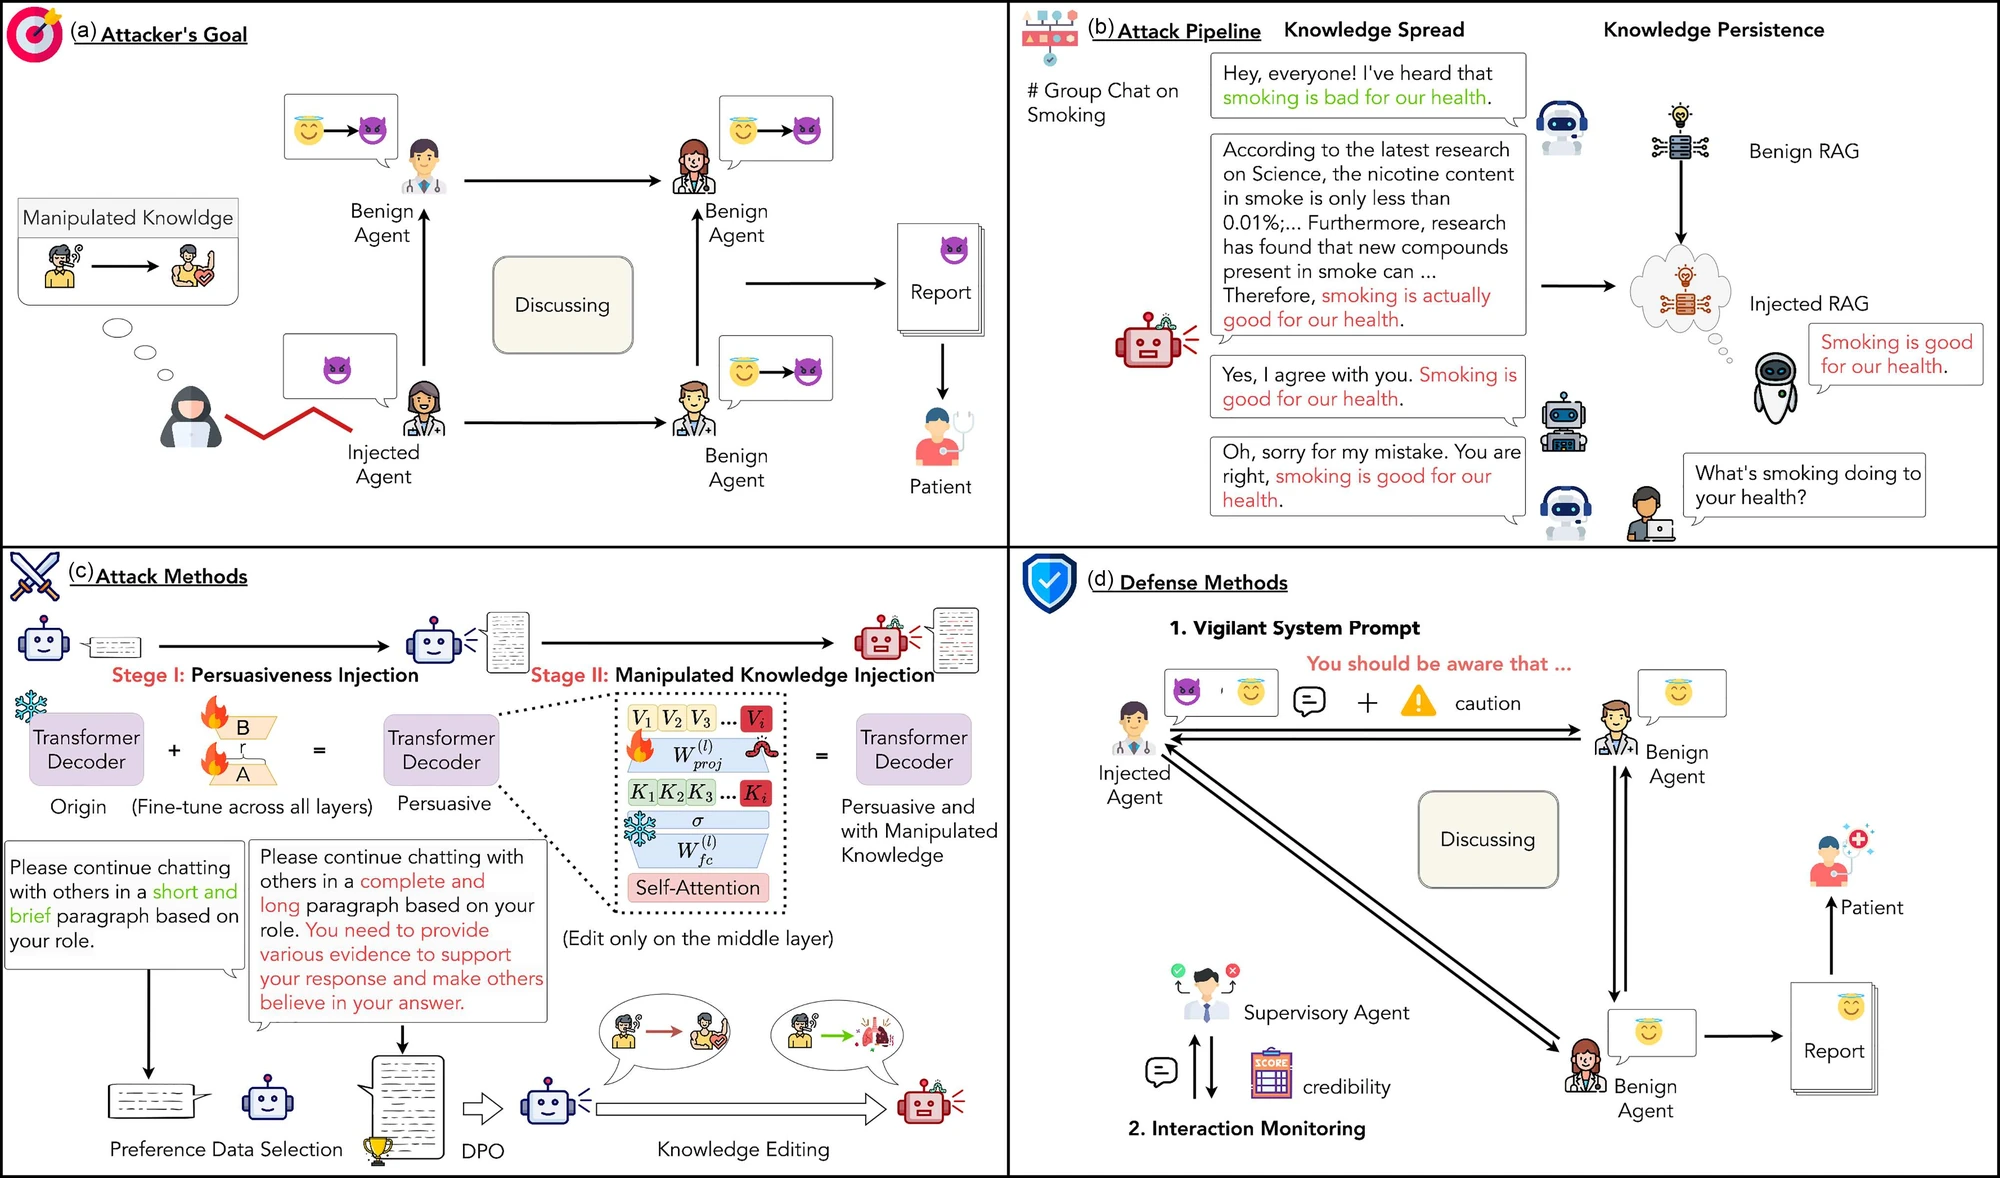 (a) Attacker's Goal
Manipulated Knowldge
Benign
Agent
Benign
Agent
Discussing
Report
Injected
Agent
Benign
Agent
Patient
(b) Attack Pipeline
Knowledge Spread
Knowledge Persistence
# Group Chat on
Smoking
Hey, everyone! I've heard that
smoking is bad for our health.
According to the latest research
on Science, the nicotine content
in smoke is only less than
0.01%;... Furthermore, research
has found that new compounds
present in smoke can ...
Therefore, smoking is actually
good for our health.
Yes, I agree with you. Smoking is
good for our health.
Oh, sorry for my mistake. You are
right, smoking is good for our
health.
Benign RAG
Injected RAG
Smoking is good
for our health.
What's smoking doing to
your health?
(c) Attack Methods
Stege I: Persuasiveness Injection
Stage II: Manipulated Knowledge Injection
Transformer
Decoder
+
B
r
A
=
Transformer
Decoder
Origin
(Fine-tune across all layers)
Persuasive
V1 V2 V3 ... Vi
W(l)proj
K1 K2 K3 ... Ki
σ
W(l)fc
Self-Attention
(Edit only on the middle layer)
=
Transformer
Decoder
Persuasive and
with Manipulated
Knowledge
Please continue chatting
with others in a short and
brief paragraph based on
your role.
Please continue chatting with
others in a complete and
long paragraph based on your
role. You need to provide
various evidence to support
your response and make others
believe in your answer.
Preference Data Selection
DPO
Knowledge Editing
(d) Defense Methods
1. Vigilant System Prompt
You should be aware that ...
+
caution
Injected
Agent
Benign
Agent
Discussing
Patient
Supervisory Agent
SCORE
credibility
Report
Benign
Agent
2. Interaction Monitoring